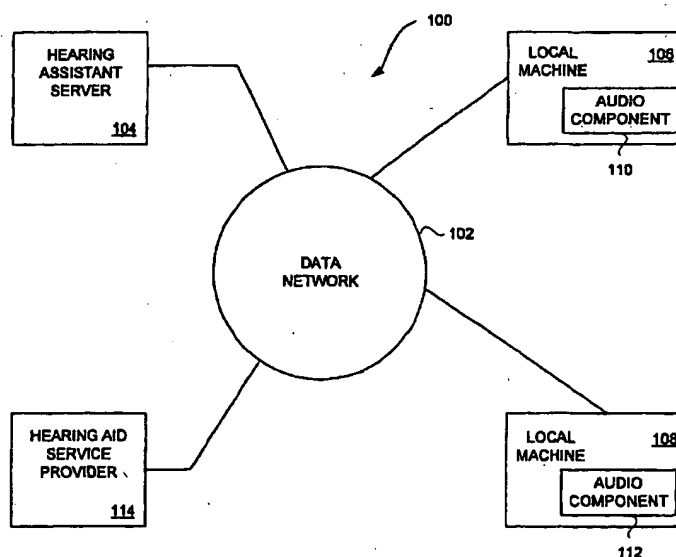 100
HEARING
ASSISTANT
SERVER
104
LOCAL
MACHINE
106
AUDIO
COMPONENT
110
102
DATA
NETWORK
HEARING AID
SERVICE
PROVIDER
114
LOCAL
MACHINE
108
AUDIO
COMPONENT
112